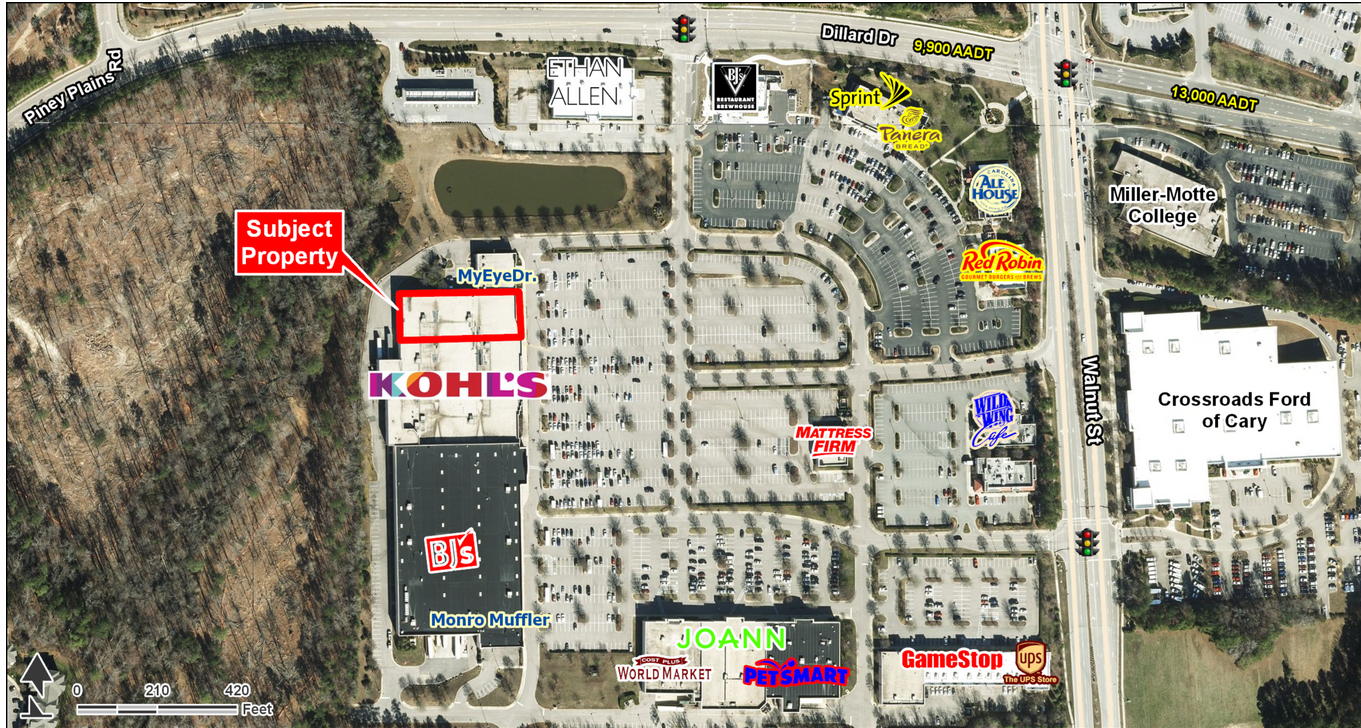 Piney Plains Rd
ETHAN
ALLEN
BJ's
RESTAURANT
BREWHOUSE
Dillard Dr
9,900 AADT
13,000 AADT
Sprint
Panera
BREAD®
CAROLINA
ALE
HOUSE
Miller-Motte
College
Subject
Property
MyEyeDr.
Red Robin
GOURMET BURGERS AND BREWS
KOHL'S
Walnut St
Crossroads Ford
of Cary
WILD
WING
Cafe
MATTRESS
FIRM
BJ's
Monro Muffler
JOANN
COST PLUS
WORLD MARKET
PETSMART
GameStop
ups
The UPS Store
0 210 420
Feet